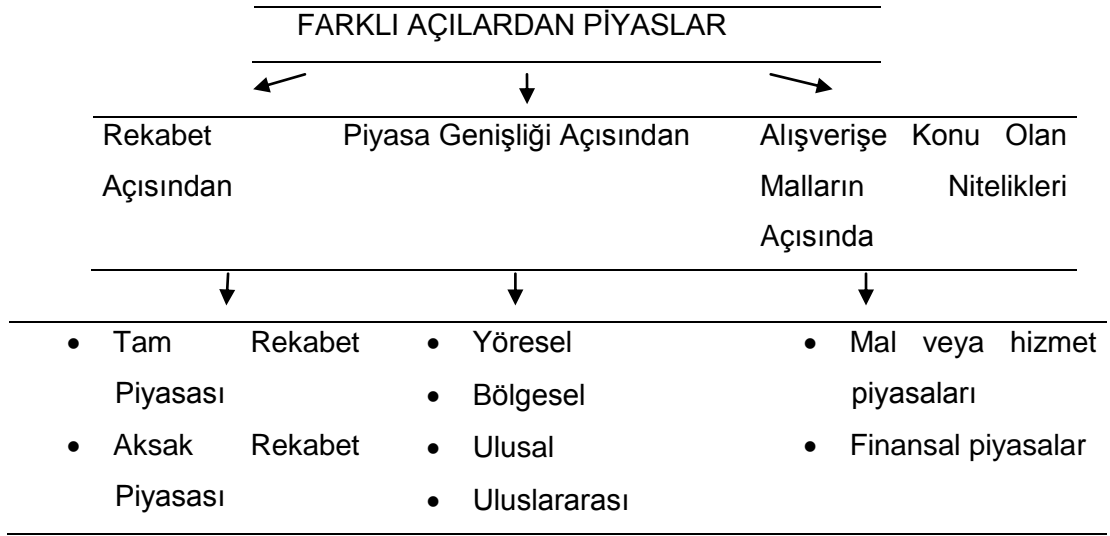 FARKLI AÇILARDAN PİYASLAR
Rekabet
Açısından
Piyasa Genişliği Açısından
Alışverişe Konu Olan
Malların Nitelikleri
Açısında
• Tam Rekabet
Piyasası
• Aksak Rekabet
Piyasası
• Yöresel
• Bölgesel
• Ulusal
• Uluslararası
• Mal veya hizmet
piyasaları
• Finansal piyasalar